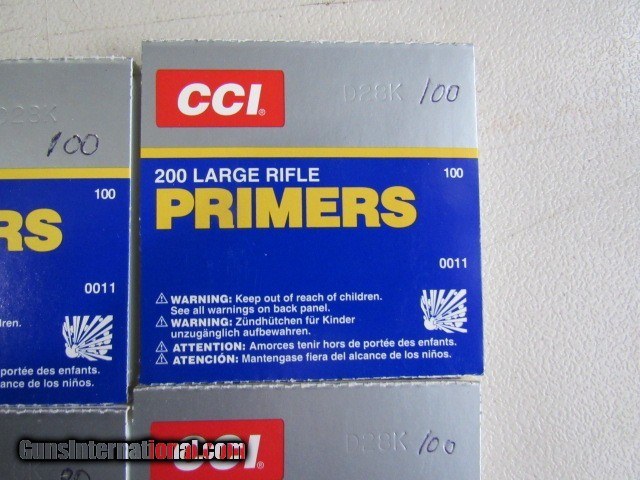 CCI®
D28K 100
200 LARGE RIFLE 100
PRIMERS
0011
⚠ WARNING: Keep out of reach of children.
See all warnings on back panel.
⚠ WARNING: Zündhütchen für Kinder
unzugänglich aufbewahren.
⚠ ATTENTION: Amorces tenir hors de portée des enfants.
⚠ ATENCIÓN: Mantengase fiera del alcance de los niños.
D28K
100
100
RS
0011
dren.
portée des enfants.
cance de los niños.
CCI®
D28K 100
K
GunsInternational.com